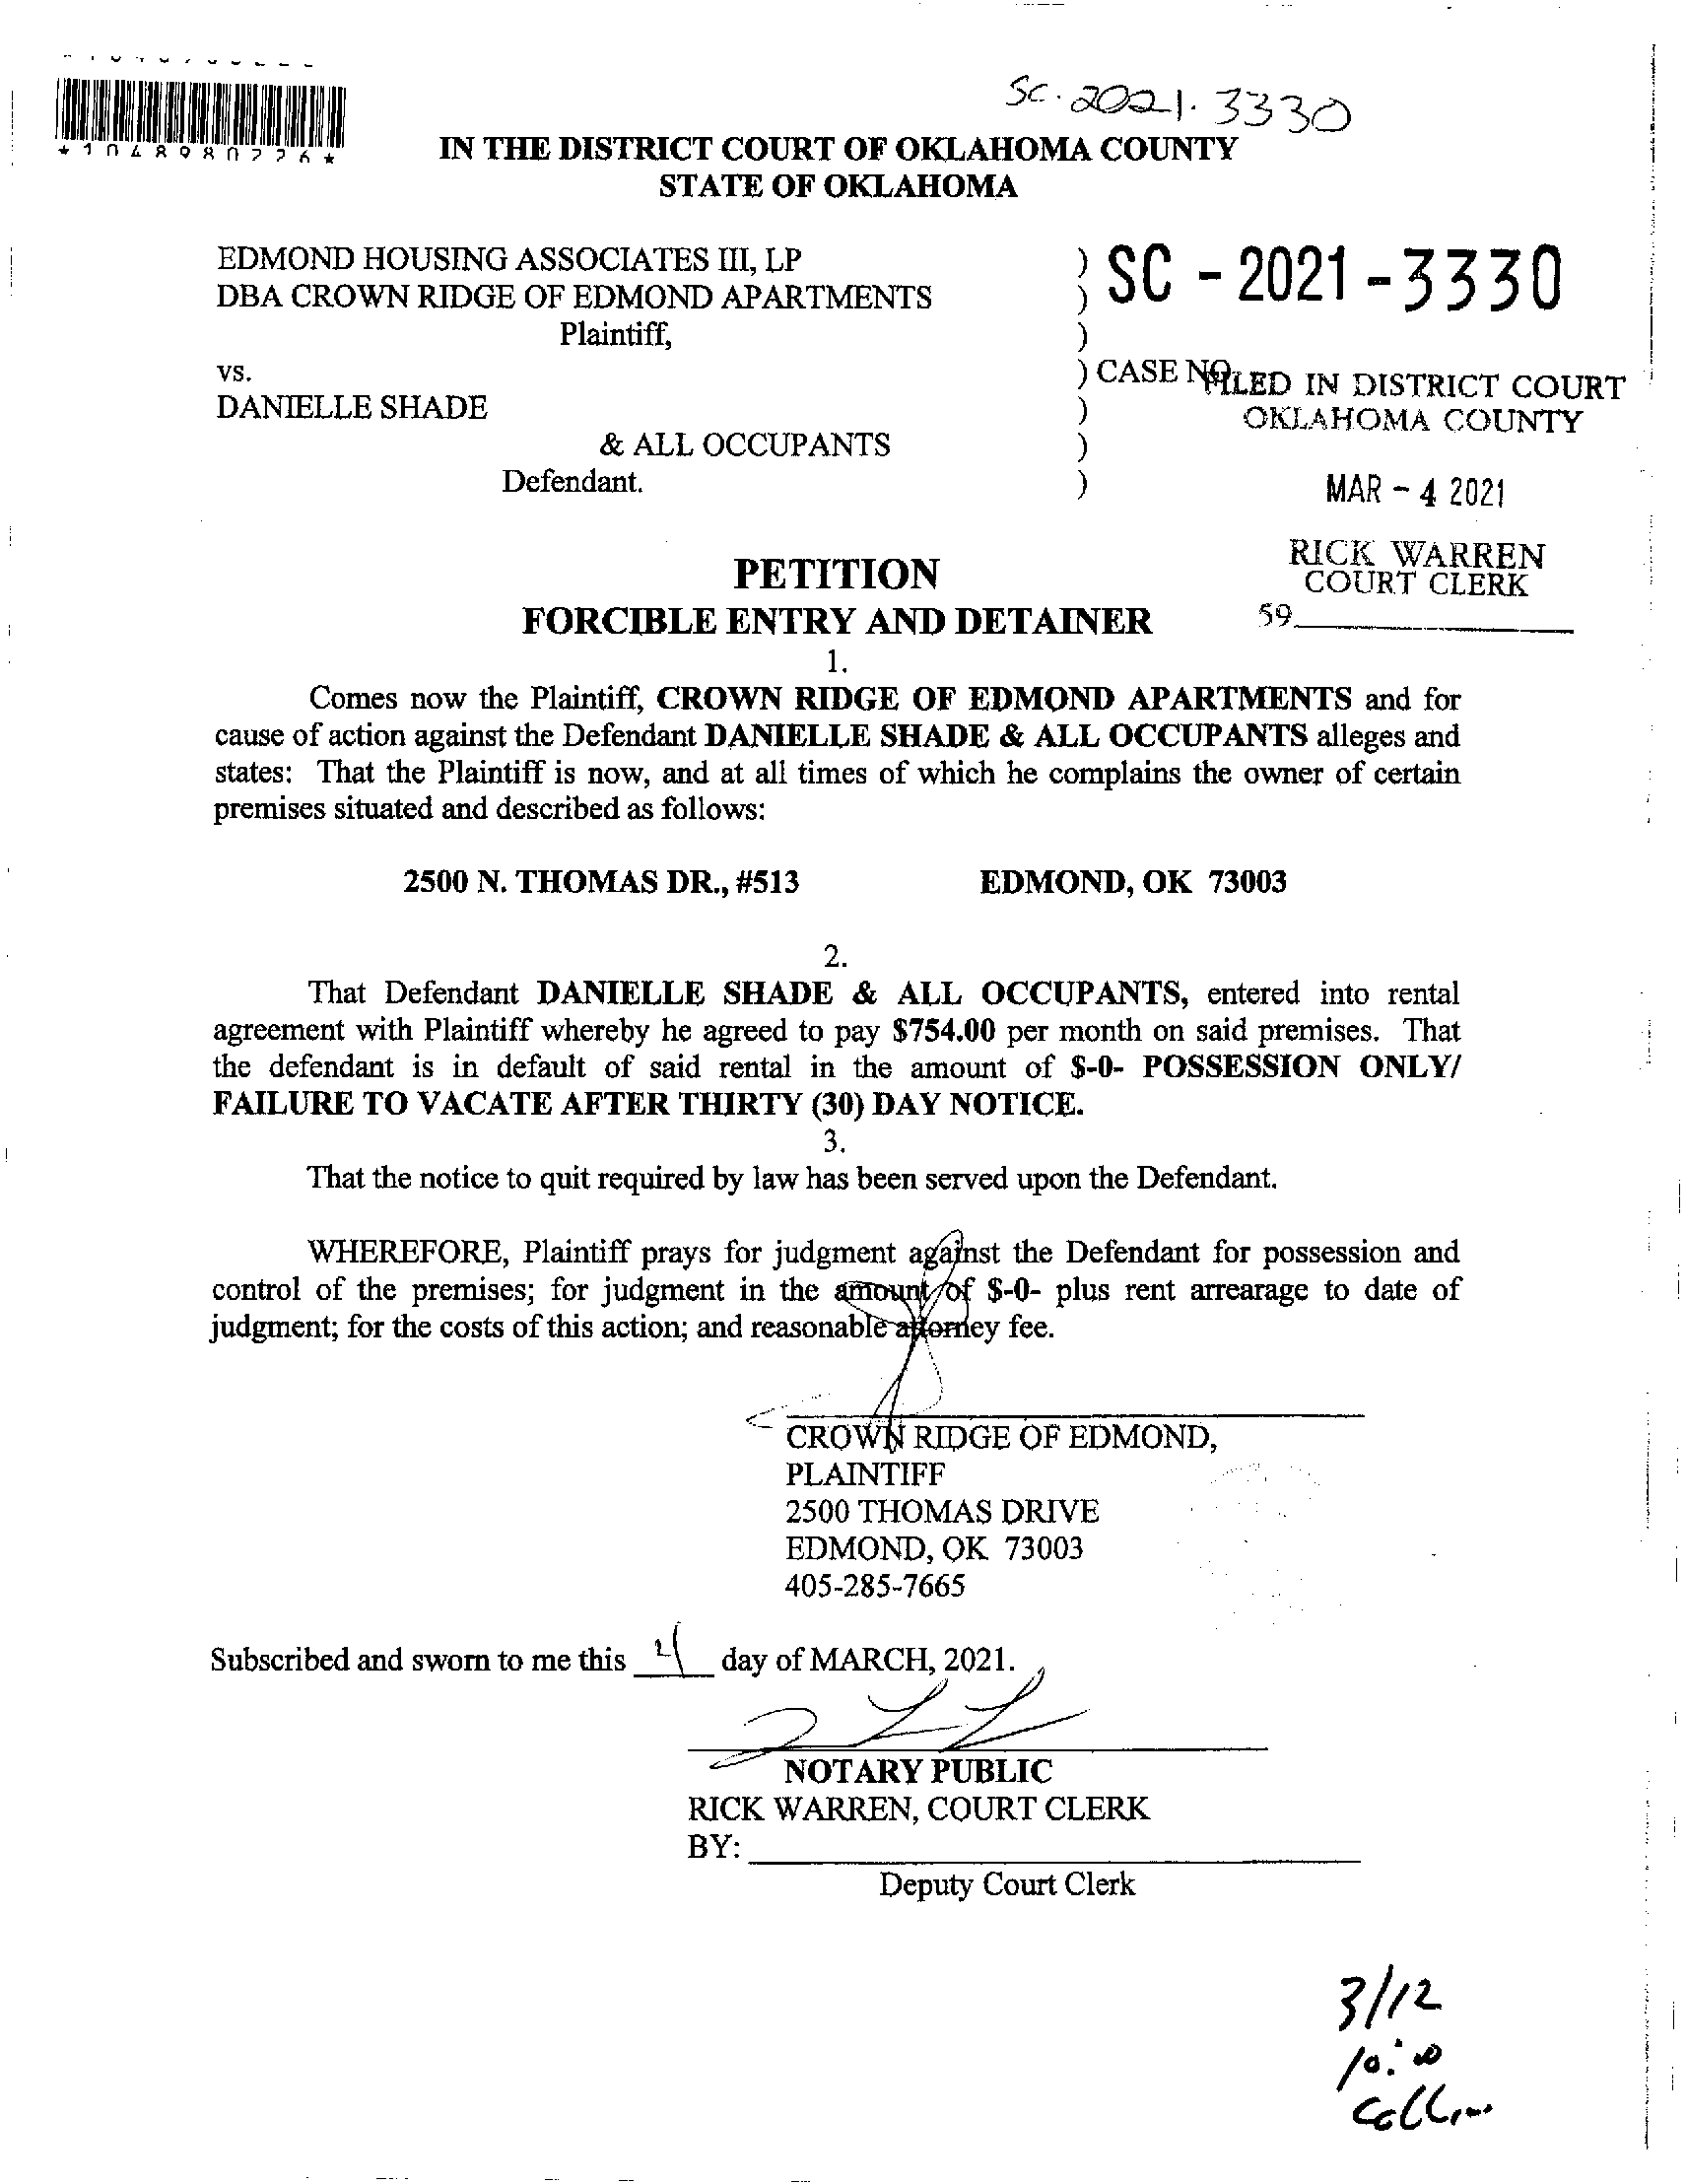 SC. 2021. 3330
*1048980226*
IN THE DISTRICT COURT OF OKLAHOMA COUNTY
STATE OF OKLAHOMA
EDMOND HOUSING ASSOCIATES III, LP
DBA CROWN RIDGE OF EDMOND APARTMENTS
Plaintiff,
vs.
DANIELLE SHADE
& ALL OCCUPANTS
Defendant.
)
) SC - 2021 - 3330
)
) CASE NO.
)
)
)
FILED IN DISTRICT COURT
OKLAHOMA COUNTY
MAR - 4 2021
RICK WARREN
COURT CLERK
59
PETITION
FORCIBLE ENTRY AND DETAINER
1.
Comes now the Plaintiff, CROWN RIDGE OF EDMOND APARTMENTS and for
cause of action against the Defendant DANIELLE SHADE & ALL OCCUPANTS alleges and
states: That the Plaintiff is now, and at all times of which he complains the owner of certain
premises situated and described as follows:
2500 N. THOMAS DR., #513 EDMOND, OK 73003
2.
That Defendant DANIELLE SHADE & ALL OCCUPANTS, entered into rental
agreement with Plaintiff whereby he agreed to pay $754.00 per month on said premises. That
the defendant is in default of said rental in the amount of $-0- POSSESSION ONLY/
FAILURE TO VACATE AFTER THIRTY (30) DAY NOTICE.
3.
That the notice to quit required by law has been served upon the Defendant.
WHEREFORE, Plaintiff prays for judgment against the Defendant for possession and
control of the premises; for judgment in the amount of $-0- plus rent arrearage to date of
judgment; for the costs of this action; and reasonable attorney fee.
CROWN RIDGE OF EDMOND,
PLAINTIFF
2500 THOMAS DRIVE
EDMOND, OK 73003
405-285-7665
Subscribed and sworn to me this 4 day of MARCH, 2021.
NOTARY PUBLIC
RICK WARREN, COURT CLERK
BY:
Deputy Court Clerk
3/12
10:00